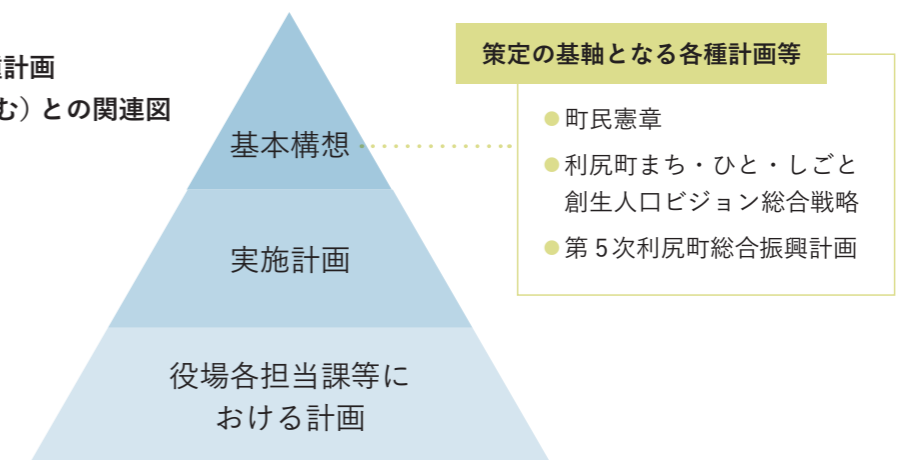 計画
む)との関連図
策定の基軸となる各種計画等
基本構想
●町民憲章
●利尻町まち・ひと・しごと
創生人口ビジョン総合戦略
●第5次利尻町総合振興計画
実施計画
役場各担当課等に
おける計画